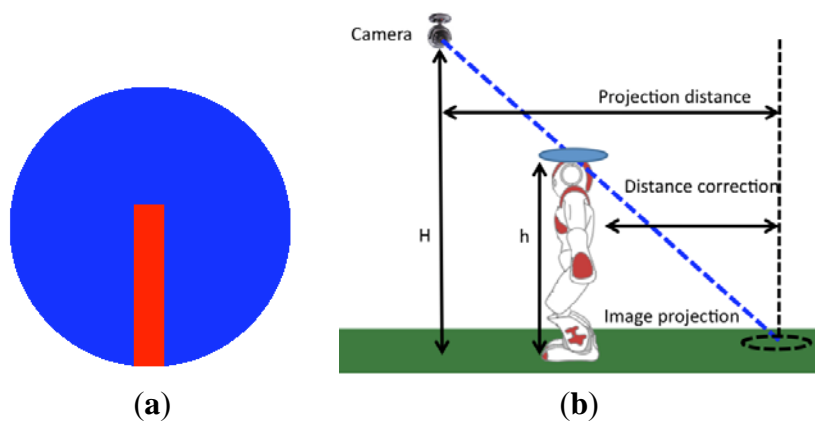 Camera
Projection distance
Distance correction
H
h
Image projection
(a)
(b)